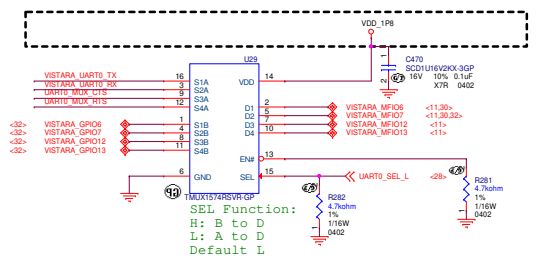 VDD_1P8
U29
C470
SCD1U16V2KX-3GP
16V 10% 0.1uF
X7R 0402
1
2
VISTARA_UART0_TX 16 S1A VDD 14
VISTARA_UART0_RX 3 S2A
UART0_MUX_CTS 9 S3A
UART0_MUX_RTS 12 S4A
D1 2 VISTARA_MFIO6 <11,30>
D2 5 VISTARA_MFIO7 <11,30,32>
D3 7 VISTARA_MFIO12 <11>
D4 10 VISTARA_MFIO13 <11>
<32> VISTARA_GPIO6 1 S1B
<32> VISTARA_GPIO7 4 S2B
<32> VISTARA_GPIO12 8 S3B
<32> VISTARA_GPIO13 11 S4B
EN# 13
6 GND SEL 15 UART0_SEL_L <28>
TMUX1574RSVR-GP
R281
4.7kohm
1%
1/16W
0402
1
R282
4.7kohm
1%
1/16W
0402
1
SEL Function:
H: B to D
L: A to D
Default L